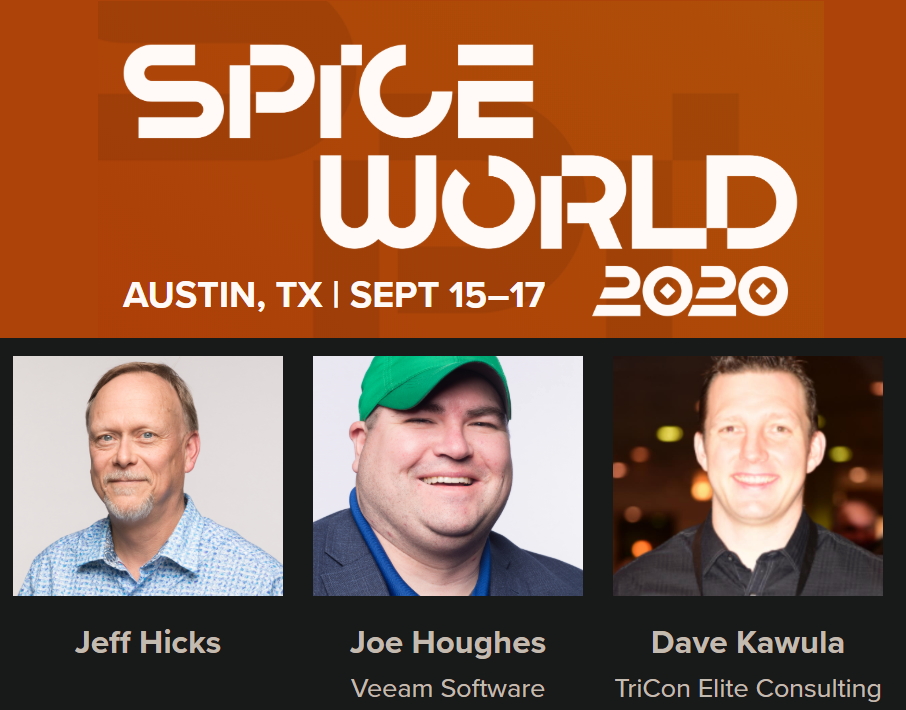 SPICE
WORLD
2020
AUSTIN, TX | SEPT 15–17
Jeff Hicks
Joe Houghes
Veeam Software
Dave Kawula
TriCon Elite Consulting